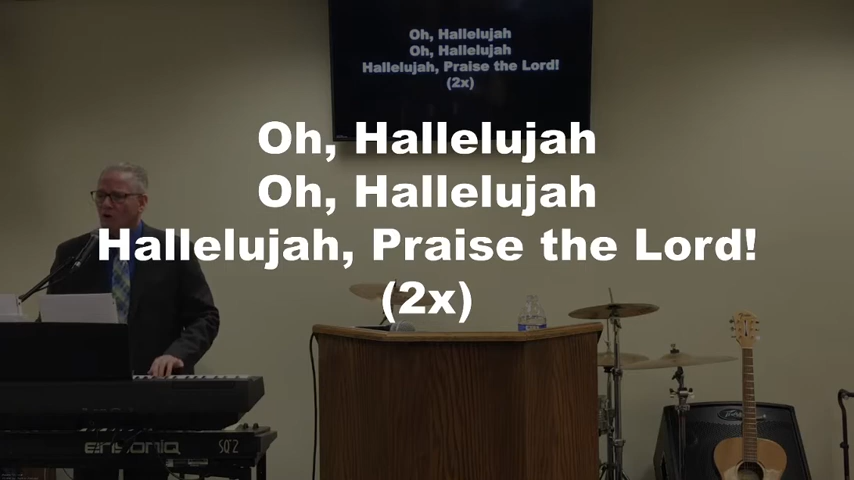 Oh, Hallelujah
Oh, Hallelujah
Hallelujah, Praise the Lord!
(2x)
Oh, Hallelujah
Oh, Hallelujah
Hallelujah, Praise the Lord!
(2x)
ensoniq SQ2
PEAVEY